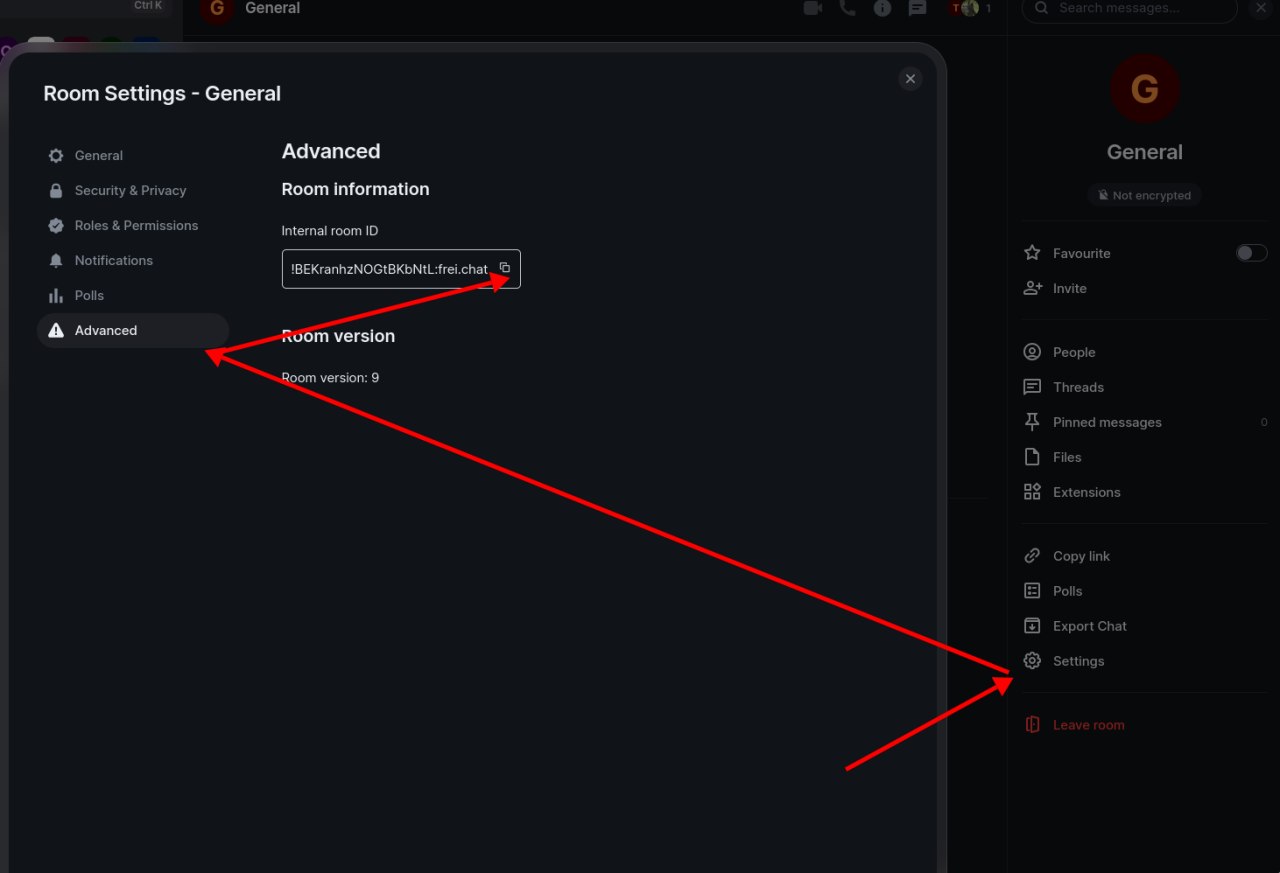 Ctrl K
G
General
T
1
Search messages...
Room Settings - General
General
Security & Privacy
Roles & Permissions
Notifications
Polls
Advanced
Advanced
Room information
Internal room ID
!BEKranhzNOGtBKbNtL:frei.chat
Room version
Room version: 9
G
General
Not encrypted
Favourite
Invite
People
Threads
Pinned messages
0
Files
Extensions
Copy link
Polls
Export Chat
Settings
Leave room